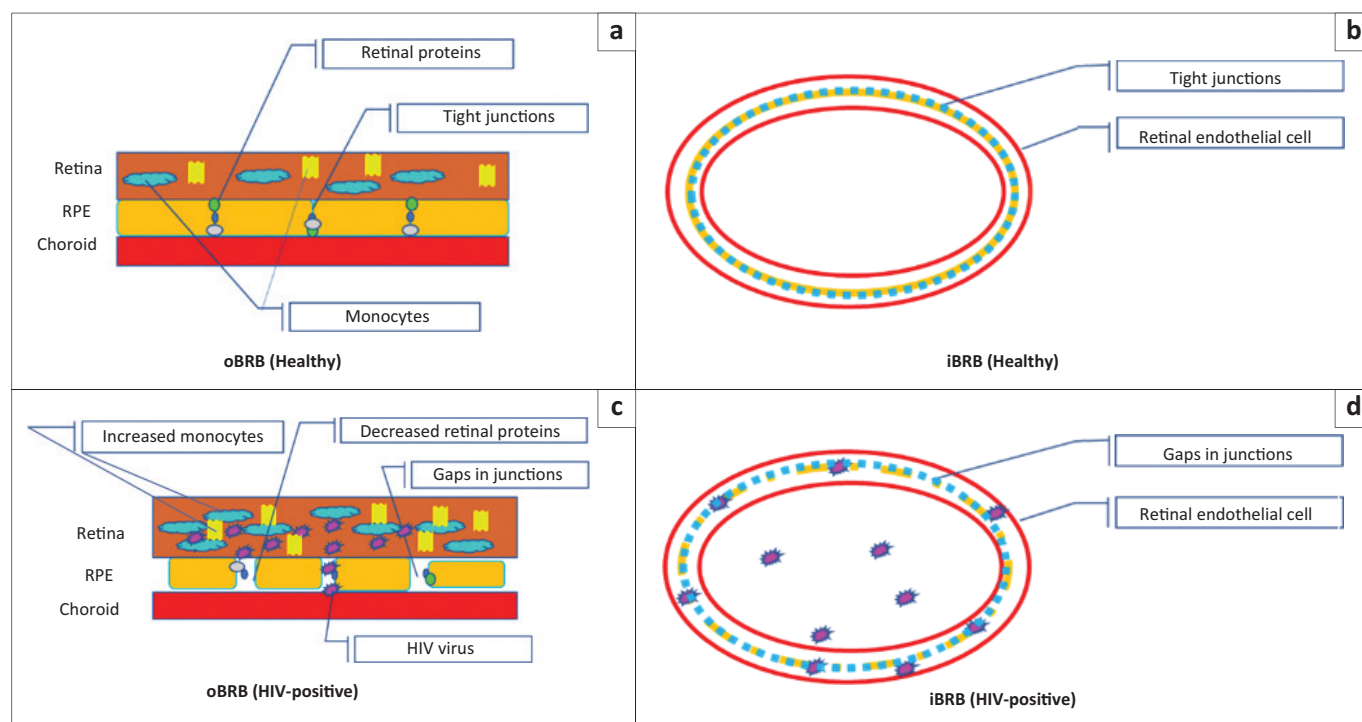 a
Retinal proteins
Tight junctions
Retina
RPE
Choroid
Monocytes
oBRB (Healthy)
b
Tight junctions
Retinal endothelial cell
iBRB (Healthy)
c
Increased monocytes
Decreased retinal proteins
Gaps in junctions
Retina
RPE
Choroid
HIV virus
oBRB (HIV-positive)
d
Gaps in junctions
Retinal endothelial cell
iBRB (HIV-positive)